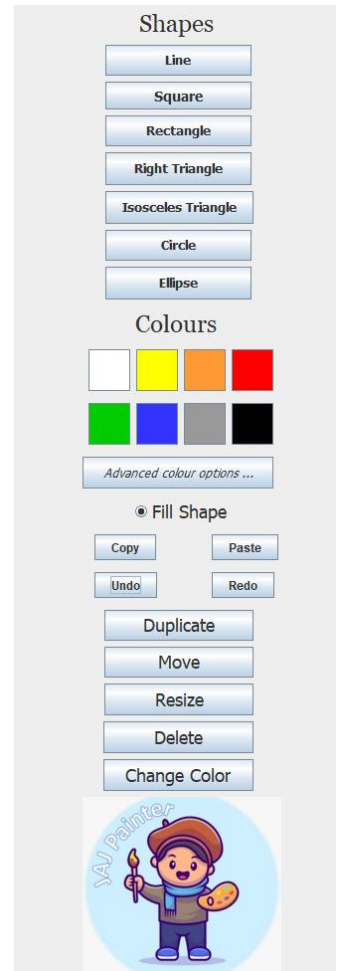 Shapes
Line
Square
Rectangle
Right Triangle
Isosceles Triangle
Circle
Ellipse
Colours
Advanced colour options ...
Fill Shape
Copy Paste
Undo Redo
Duplicate
Move
Resize
Delete
Change Color
JAJ Painter